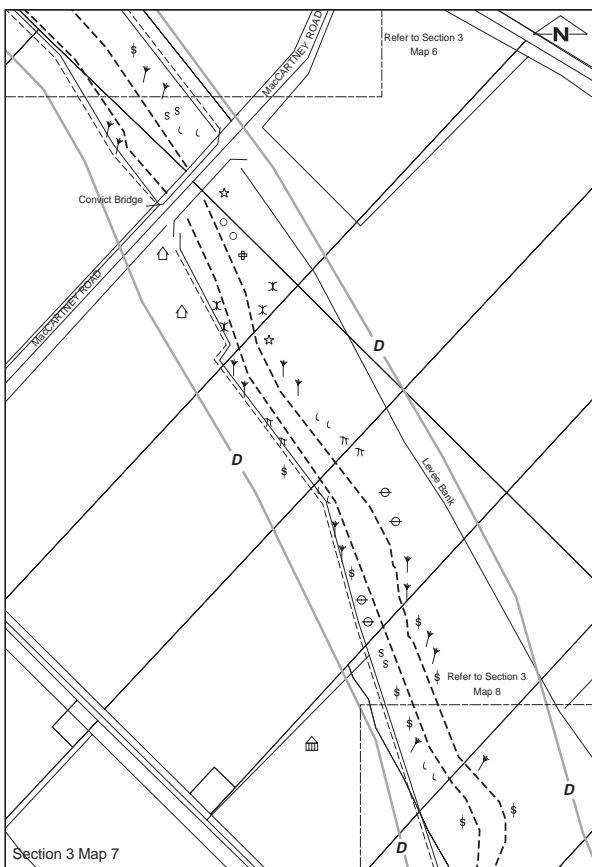 N
Refer to Section 3
Map 6
MacCARTNEY ROAD
Convict Bridge
MacCARTNEY ROAD
D
D
Levee Bank
Refer to Section 3
Map 8
D
D
Section 3 Map 7